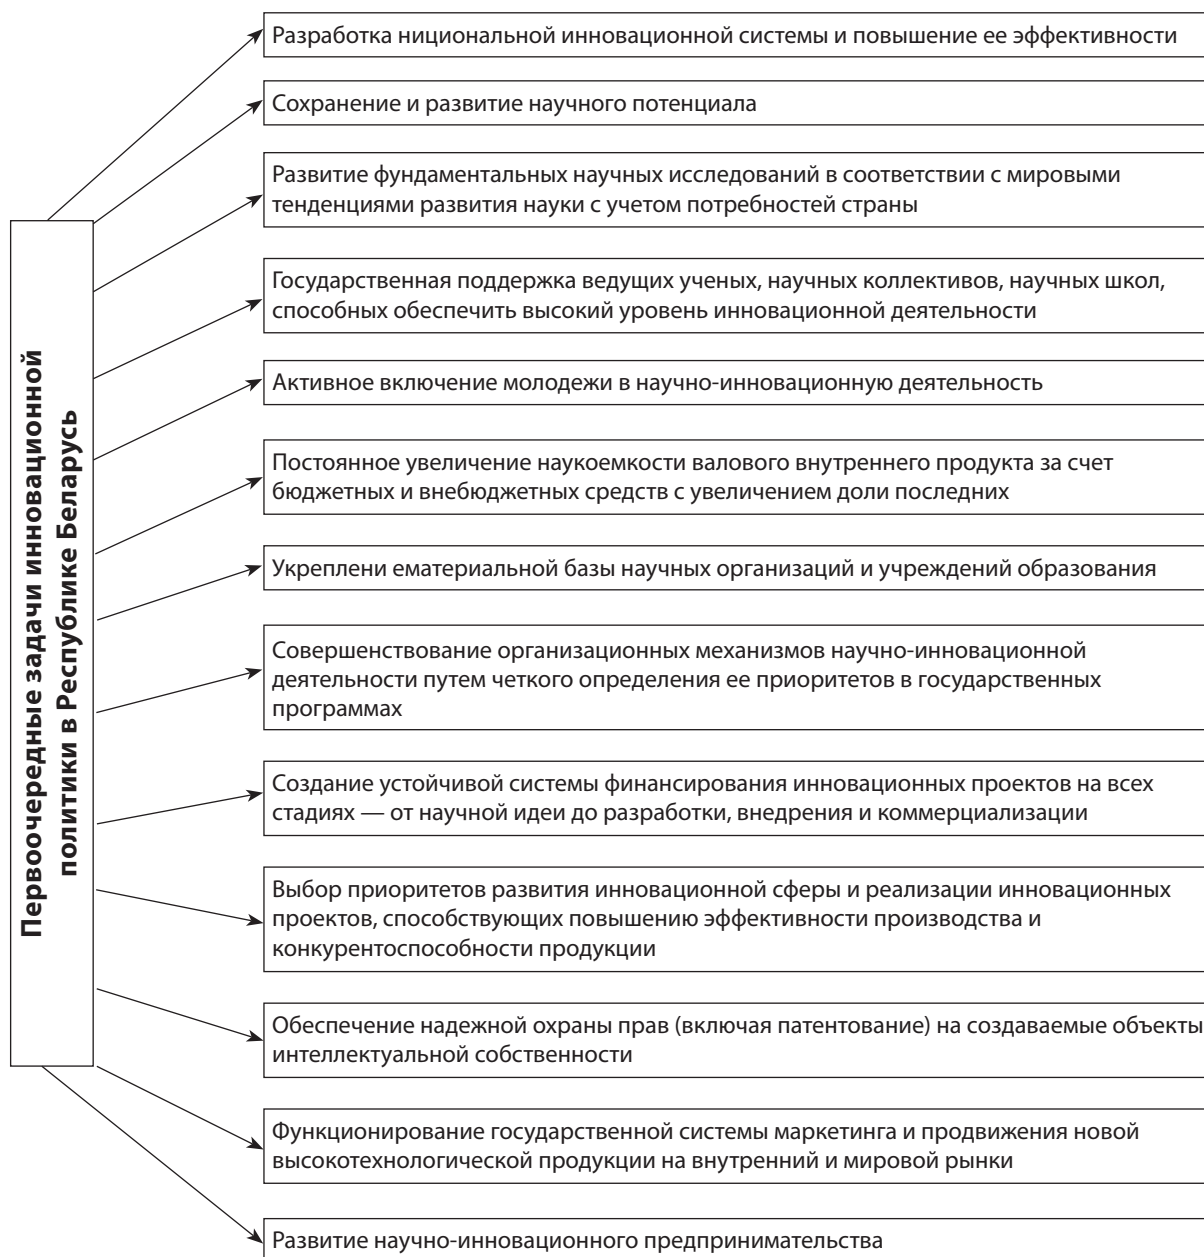 Первоочередные задачи инновационной
политики в Республике Беларусь
Разработка нициональной инновационной системы и повышение ее эффективности
Сохранение и развитие научного потенциала
Развитие фундаментальных научных исследований в соответствии с мировыми
тенденциями развития науки с учетом потребностей страны
Государственная поддержка ведущих ученых, научных коллективов, научных школ,
способных обеспечить высокий уровень инновационной деятельности
Активное включение молодежи в научно-инновационную деятельность
Постоянное увеличение наукоемкости валового внутреннего продукта за счет
бюджетных и внебюджетных средств с увеличением доли последних
Укреплени ематериальной базы научных организаций и учреждений образования
Совершенствование организационных механизмов научно-инновационной
деятельности путем четкого определения ее приоритетов в государственных
программах
Создание устойчивой системы финансирования инновационных проектов на всех
стадиях — от научной идеи до разработки, внедрения и коммерциализации
Выбор приоритетов развития инновационной сферы и реализации инновационных
проектов, способствующих повышению эффективности производства и
конкурентоспособности продукции
Обеспечение надежной охраны прав (включая патентование) на создаваемые объекты
интеллектуальной собственности
Функционирование государственной системы маркетинга и продвижения новой
высокотехнологической продукции на внутренний и мировой рынки
Развитие научно-инновационного предпринимательства